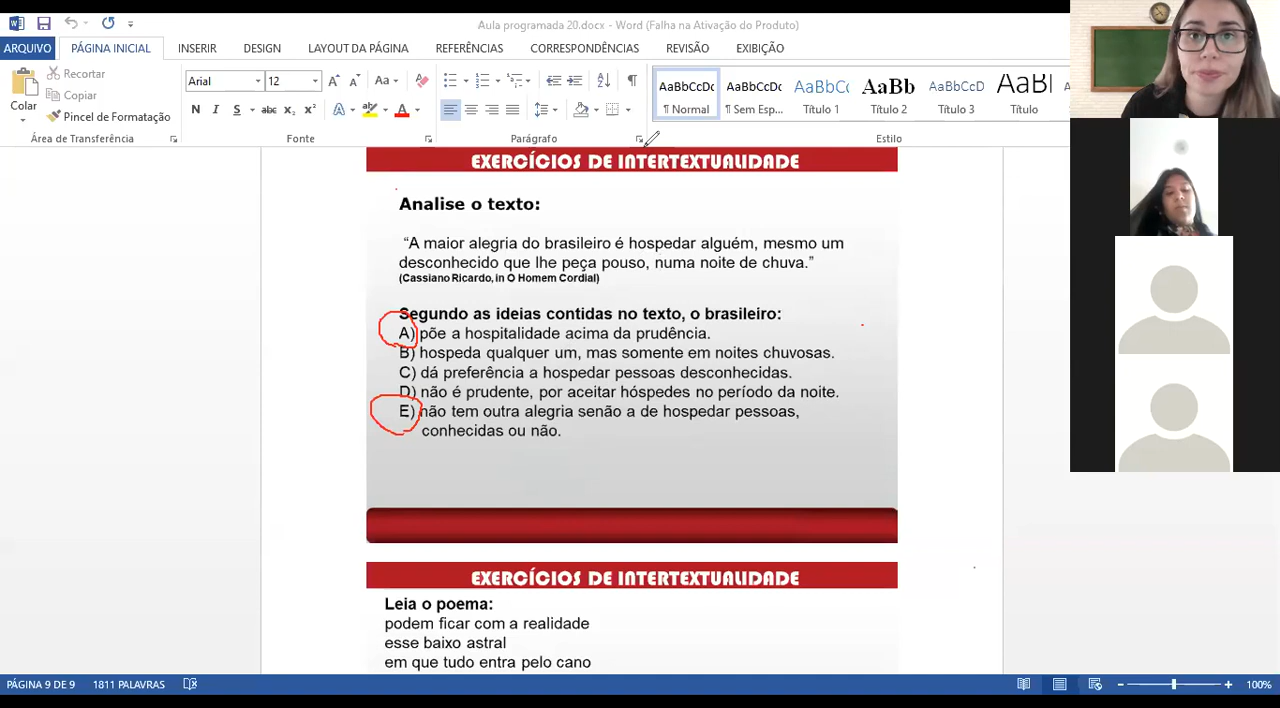 Aula programada 20.docx - Word (Falha na Ativação do Produto)
ARQUIVO PÁGINA INICIAL INSERIR DESIGN LAYOUT DA PÁGINA REFERÊNCIAS CORRESPONDÊNCIAS REVISÃO EXIBIÇÃO
Colar
Recortar
Copiar
Pincel de Formatação
Área de Transferência
Arial 12
N I S abc x₂ x²
Fonte
Parágrafo
AaBbCcDc AaBbCcDc AaBbCc AaBb AaBbCcD AaBl
¶ Normal ¶ Sem Esp... Título 1 Título 2 Título 3 Título
Estilo
EXERCÍCIOS DE INTERTEXTUALIDADE
Analise o texto:
“A maior alegria do brasileiro é hospedar alguém, mesmo um
desconhecido que lhe peça pouso, numa noite de chuva.”
(Cassiano Ricardo, in O Homem Cordial)
Segundo as ideias contidas no texto, o brasileiro:
A) põe a hospitalidade acima da prudência.
B) hospeda qualquer um, mas somente em noites chuvosas.
C) dá preferência a hospedar pessoas desconhecidas.
D) não é prudente, por aceitar hóspedes no período da noite.
E) não tem outra alegria senão a de hospedar pessoas,
conhecidas ou não.
EXERCÍCIOS DE INTERTEXTUALIDADE
Leia o poema:
podem ficar com a realidade
esse baixo astral
em que tudo entra pelo cano
PÁGINA 9 DE 9 1811 PALAVRAS 100%